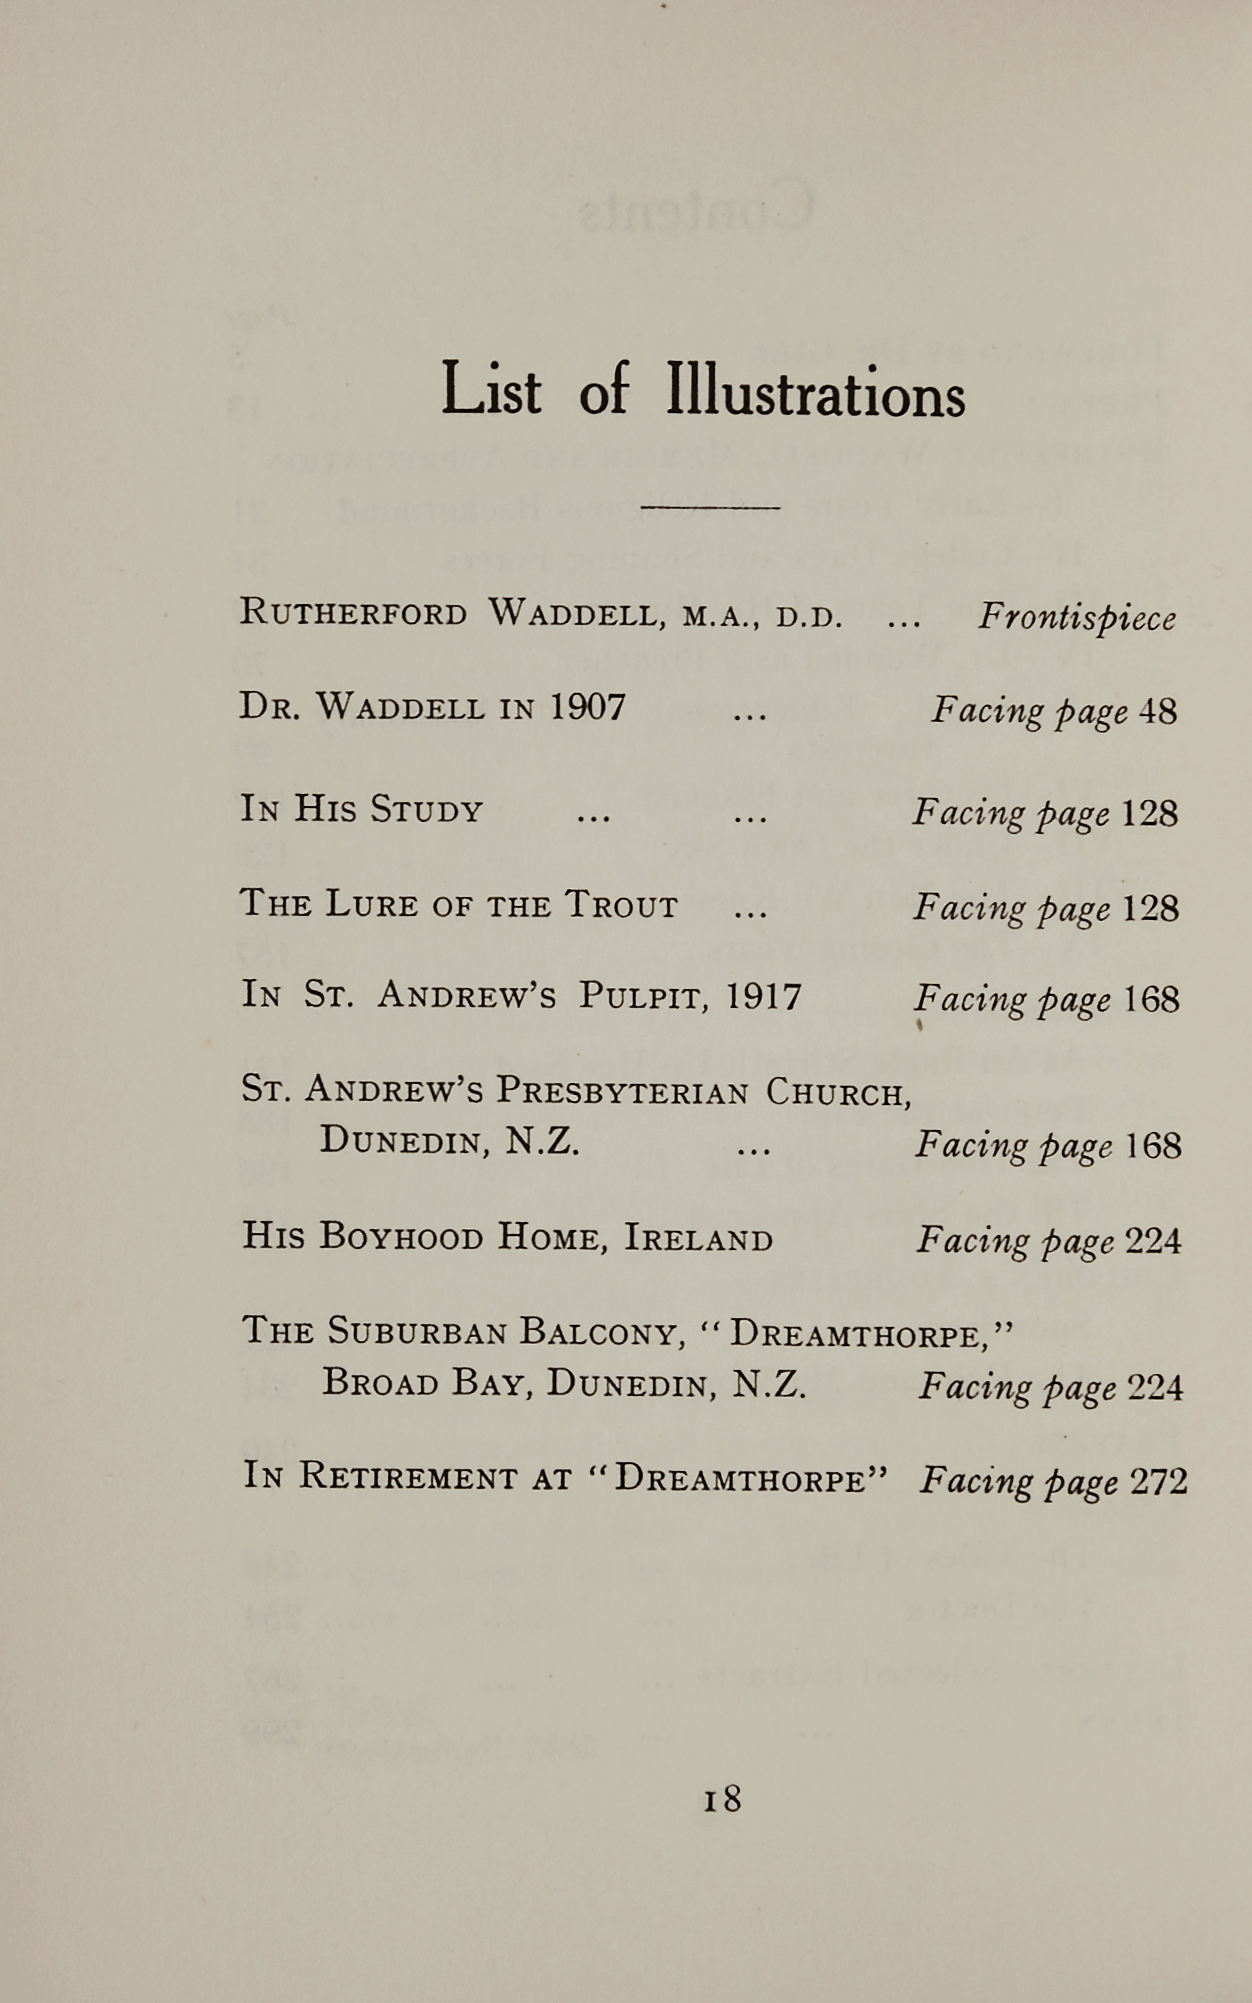 List of Illustrations
RUTHERFORD WADDELL, M.A., D.D. ... Frontispiece
DR. WADDELL IN 1907 ... Facing page 48
IN HIS STUDY ... ... Facing page 128
THE LURE OF THE TROUT ... Facing page 128
IN ST. ANDREW'S PULPIT, 1917 Facing page 168
ST. ANDREW'S PRESBYTERIAN CHURCH,
DUNEDIN, N.Z. ... Facing page 168
HIS BOYHOOD HOME, IRELAND Facing page 224
THE SUBURBAN BALCONY, "DREAMTHORPE,"
BROAD BAY, DUNEDIN, N.Z. Facing page 224
IN RETIREMENT AT "DREAMTHORPE" Facing page 272
18